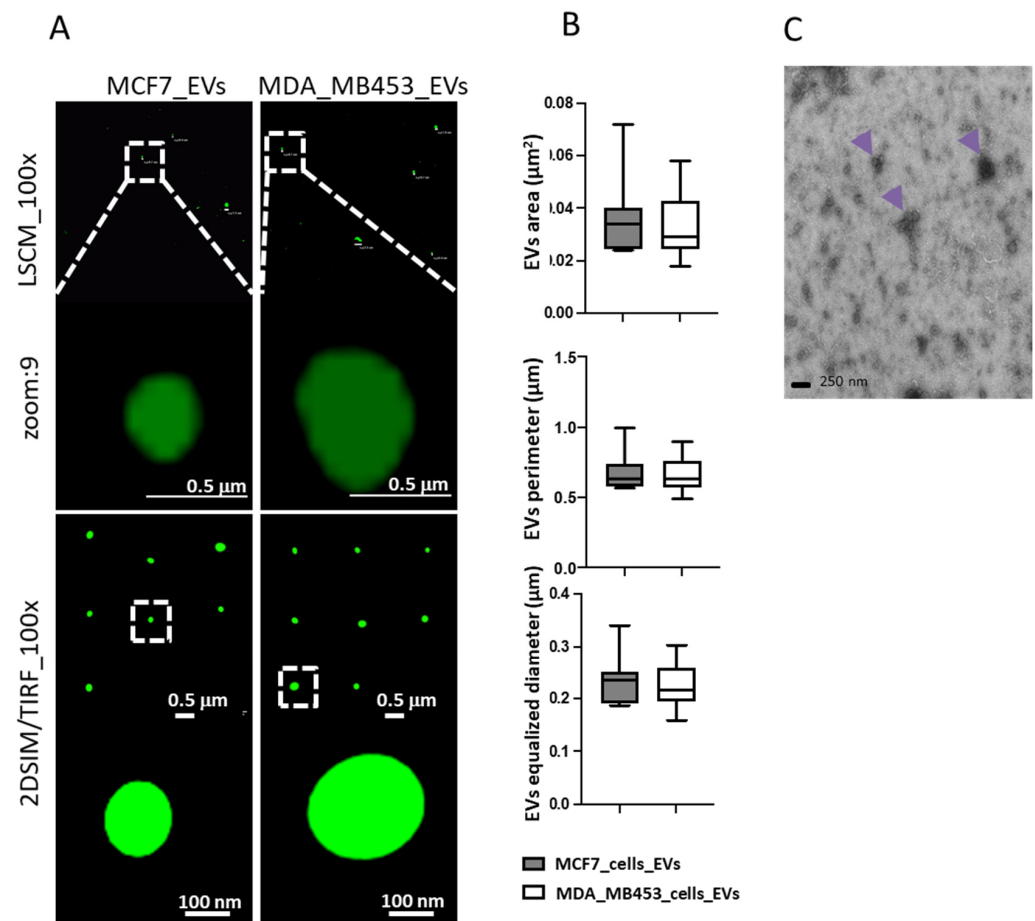 A
B
C
MCF7_EVs
MDA_MB453_EVs
LSCM_100x
zoom:9
0.5 µm
0.5 µm
2DSIM/TIRF_100x
0.5 µm
0.5 µm
100 nm
100 nm
EVs area (µm²)
0.08
0.06
0.04
0.02
0.00
EVs perimeter (µm)
1.5
1.0
0.5
0.0
EVs equalized diameter (µm)
0.4
0.3
0.2
0.1
0.0
MCF7_cells_EVs
MDA_MB453_cells_EVs
250 nm